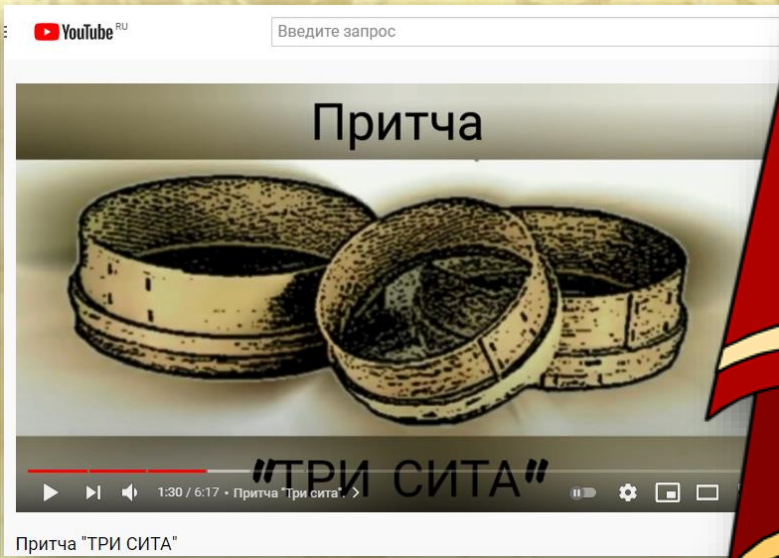 YouTube RU
Введите запрос
Притча
"ТРИ СИТА"
1:30 / 6:17 • Притча "Три сита".
Притча "ТРИ СИТА"